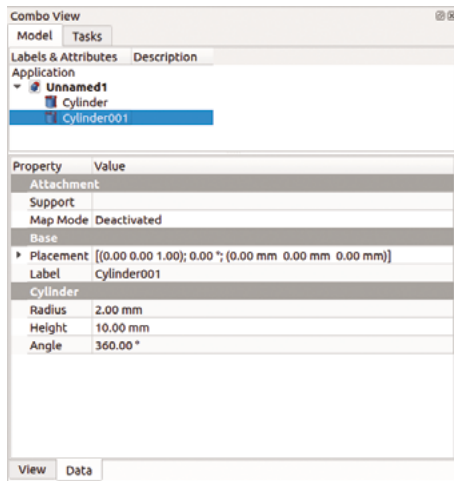 Combo View
Model Tasks
Labels & Attributes Description
Application
Unnamed1
Cylinder
Cylinder001
Property Value
Attachment
Support
Map Mode Deactivated
Base
Placement [(0.00 0.00 1.00); 0.00 °; (0.00 mm 0.00 mm 0.00 mm)]
Label Cylinder001
Cylinder
Radius 2.00 mm
Height 10.00 mm
Angle 360.00 °
View Data